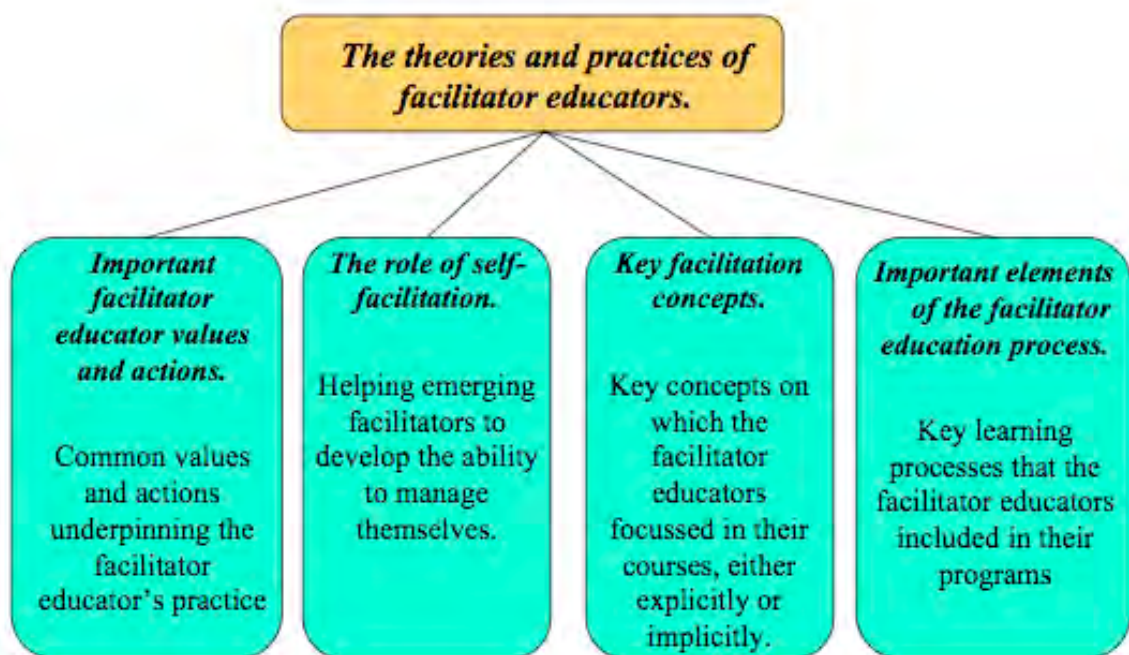 The theories and practices of
facilitator educators.
Important
facilitator
educator values
and actions.
Common values
and actions
underpinning the
facilitator
educator's practice
The role of self-
facilitation.
Helping emerging
facilitators to
develop the ability
to manage
themselves.
Key facilitation
concepts.
Key concepts on
which the
facilitator
educators
focussed in their
courses, either
explicitly or
implicitly.
Important elements
of the facilitator
education process.
Key learning
processes that the
facilitator educators
included in their
programs